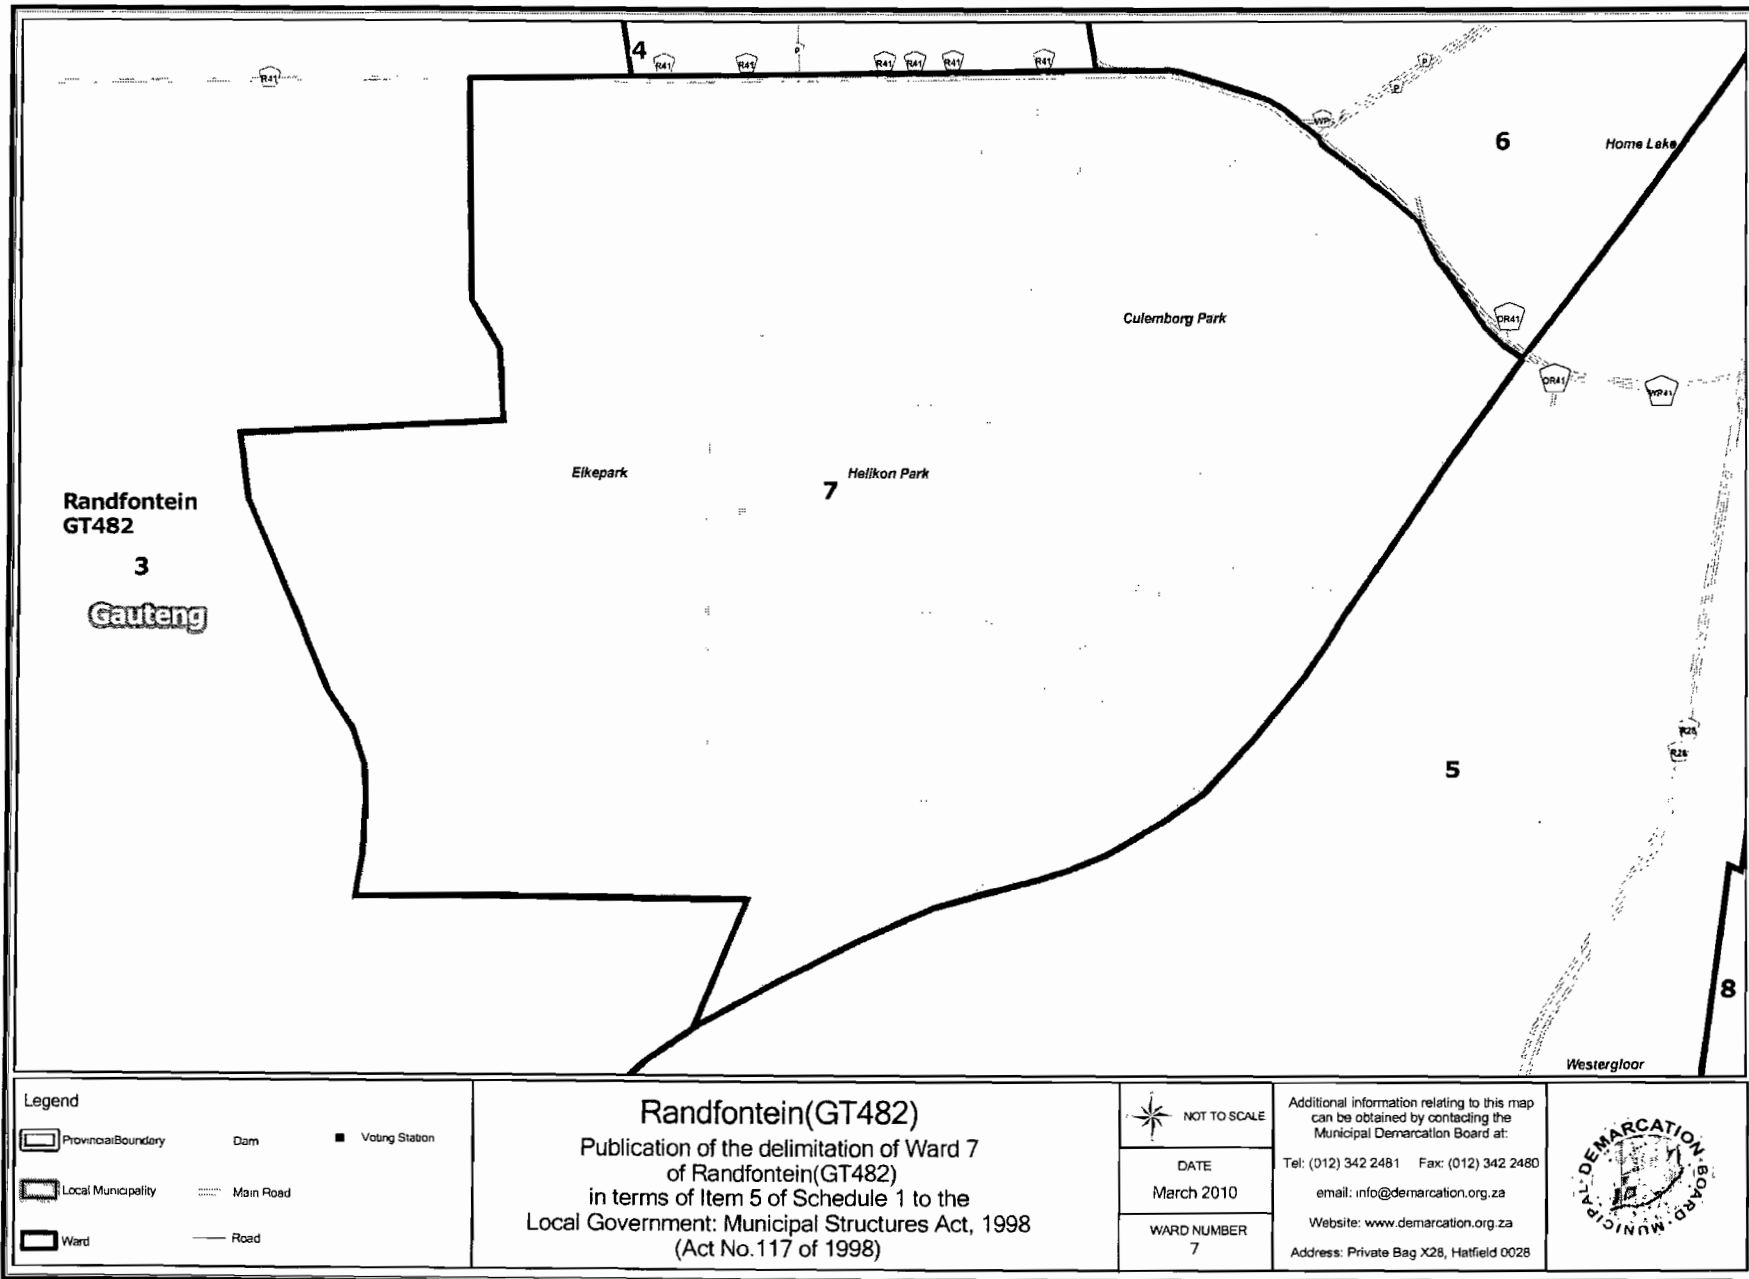 4
R41
R41
R41
R41
R41
R41
R41
P
P
P
WP
6
Home Lake
Culemborg Park
DR41
DR41
WR41
Elkepark
Helikon Park
7
Randfontein
GT482
3
Gauteng
R28
R28
5
8
Westergloor
Legend
Provincial Boundary
Dam
Voting Station
Local Municipality
Main Road
Ward
Road
Randfontein(GT482)
Publication of the delimitation of Ward 7
of Randfontein(GT482)
in terms of Item 5 of Schedule 1 to the
Local Government: Municipal Structures Act, 1998
(Act No.117 of 1998)
NOT TO SCALE
DATE
March 2010
WARD NUMBER
7
Additional information relating to this map
can be obtained by contacting the
Municipal Demarcation Board at:
Tel: (012) 342 2481 Fax: (012) 342 2480
email: info@demarcation.org.za
Website: www.demarcation.org.za
Address: Private Bag X28, Hatfield 0028
MUNICIPAL·DEMARCATION·BOARD·